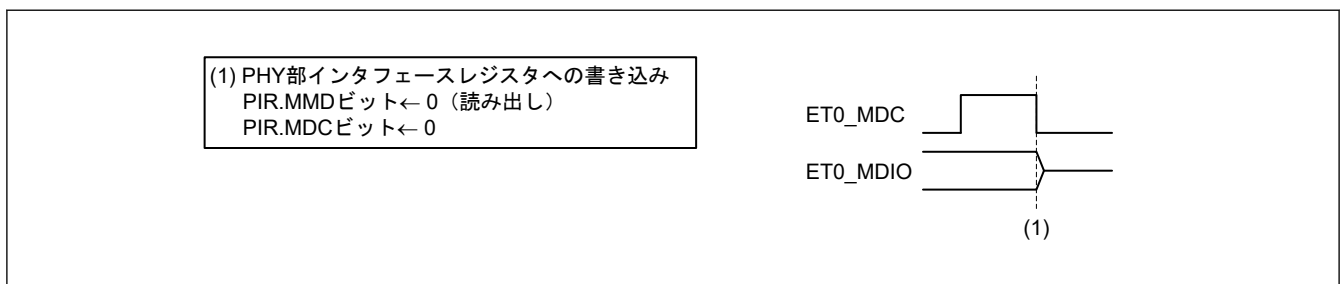 (1) PHY部インタフェースレジスタへの書き込み
PIR.MMDビット← 0（読み出し）
PIR.MDCビット← 0
ET0_MDC
ET0_MDIO
(1)